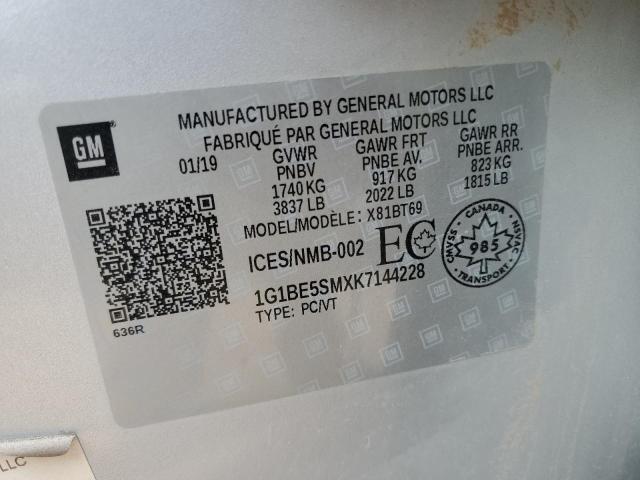 MANUFACTURED BY GENERAL MOTORS LLC
FABRIQUÉ PAR GENERAL MOTORS LLC
GM
01/19
GVWR
PNBV
1740 KG
3837 LB
GAWR FRT
PNBE AV.
917 KG
2022 LB
GAWR RR
PNBE ARR.
823 KG
1815 LB
MODEL/MODÈLE: X81BT69
ICES/NMB-002
EC
CANADA
CMVSS
985
NSVAC
TRANSPORT
1G1BE5SMXK7144228
TYPE: PC/VT
636R
LLC